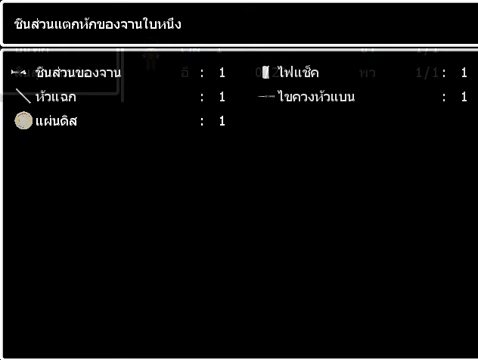 ชิ้นส่วนแตกหักของจานใบหนึ่ง
ชิ้นส่วนของจาน : 1 ไฟแช็ค : 1
หัวแฉก : 1 ไขควงหัวแบน : 1
แผ่นดิส : 1